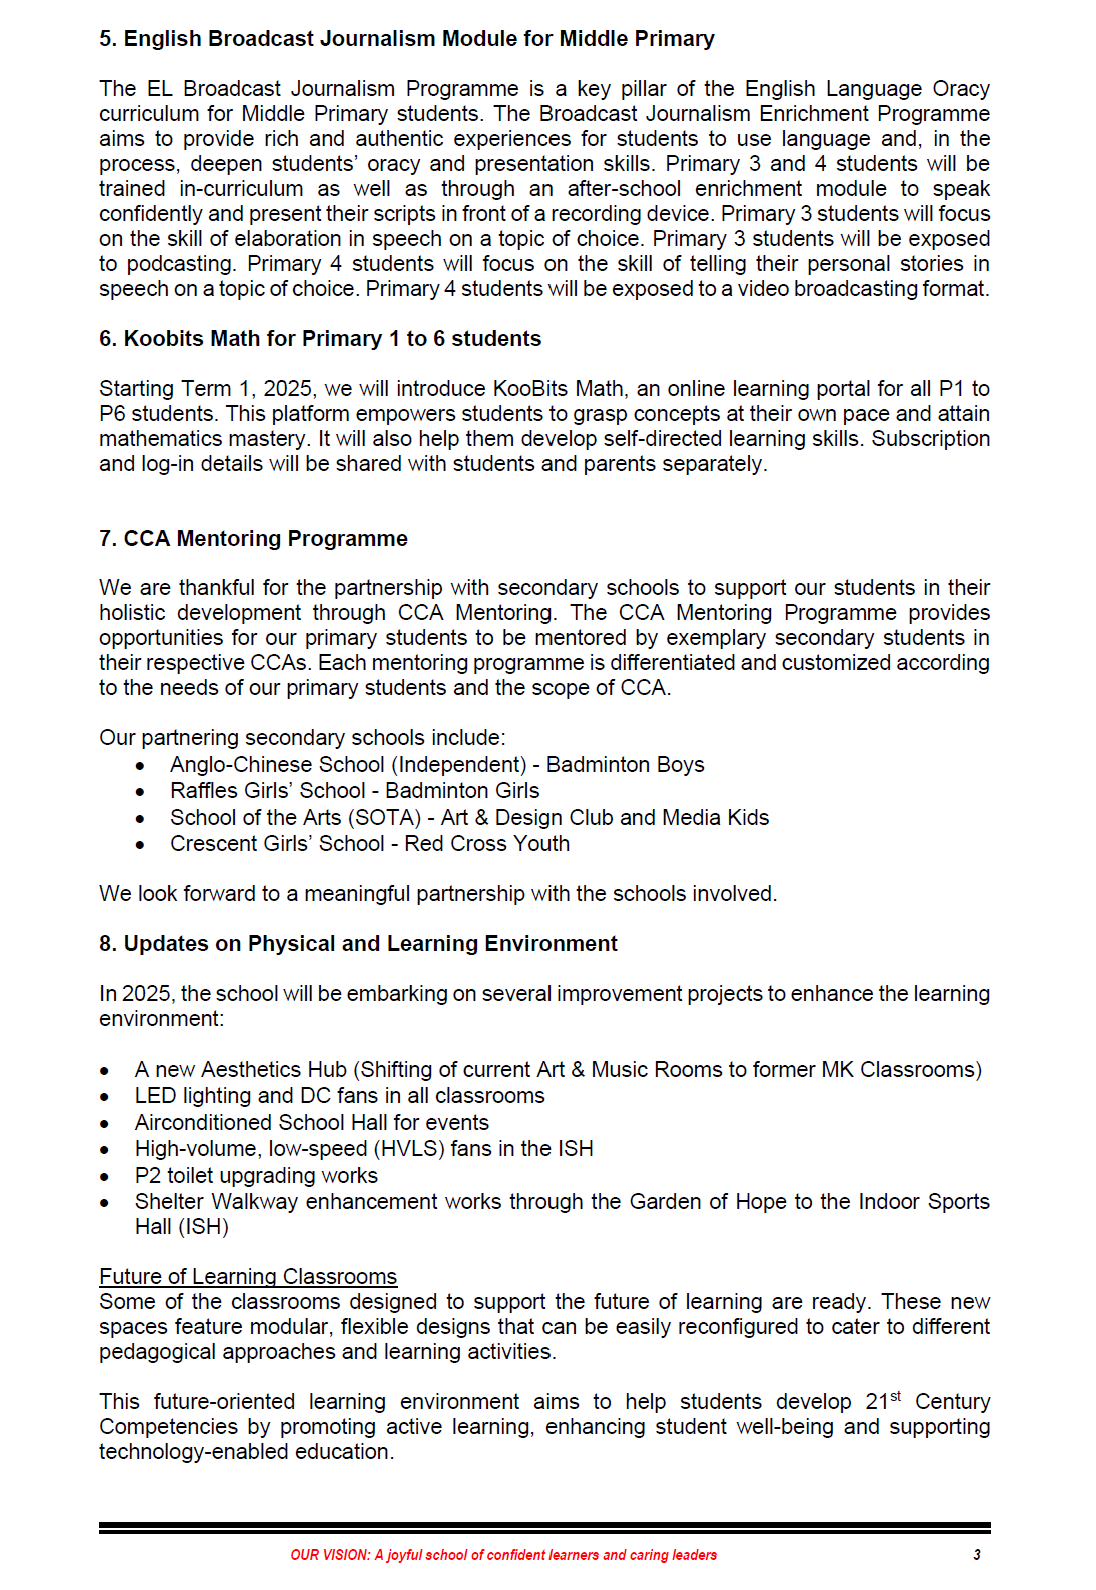 5. English Broadcast Journalism Module for Middle Primary
The EL Broadcast Journalism Programme is a key pillar of the English Language Oracy
curriculum for Middle Primary students. The Broadcast Journalism Enrichment Programme
aims to provide rich and authentic experiences for students to use language and, in the
process, deepen students’ oracy and presentation skills. Primary 3 and 4 students will be
trained in-curriculum as well as through an after-school enrichment module to speak
confidently and present their scripts in front of a recording device. Primary 3 students will focus
on the skill of elaboration in speech on a topic of choice. Primary 3 students will be exposed
to podcasting. Primary 4 students will focus on the skill of telling their personal stories in
speech on a topic of choice. Primary 4 students will be exposed to a video broadcasting format.
6. Koobits Math for Primary 1 to 6 students
Starting Term 1, 2025, we will introduce KooBits Math, an online learning portal for all P1 to
P6 students. This platform empowers students to grasp concepts at their own pace and attain
mathematics mastery. It will also help them develop self-directed learning skills. Subscription
and log-in details will be shared with students and parents separately.
7. CCA Mentoring Programme
We are thankful for the partnership with secondary schools to support our students in their
holistic development through CCA Mentoring. The CCA Mentoring Programme provides
opportunities for our primary students to be mentored by exemplary secondary students in
their respective CCAs. Each mentoring programme is differentiated and customized according
to the needs of our primary students and the scope of CCA.
Our partnering secondary schools include:
• Anglo-Chinese School (Independent) - Badminton Boys
• Raffles Girls’ School - Badminton Girls
• School of the Arts (SOTA) - Art & Design Club and Media Kids
• Crescent Girls’ School - Red Cross Youth
We look forward to a meaningful partnership with the schools involved.
8. Updates on Physical and Learning Environment
In 2025, the school will be embarking on several improvement projects to enhance the learning
environment:
• A new Aesthetics Hub (Shifting of current Art & Music Rooms to former MK Classrooms)
• LED lighting and DC fans in all classrooms
• Airconditioned School Hall for events
• High-volume, low-speed (HVLS) fans in the ISH
• P2 toilet upgrading works
• Shelter Walkway enhancement works through the Garden of Hope to the Indoor Sports
Hall (ISH)
Future of Learning Classrooms
Some of the classrooms designed to support the future of learning are ready. These new
spaces feature modular, flexible designs that can be easily reconfigured to cater to different
pedagogical approaches and learning activities.
This future-oriented learning environment aims to help students develop 21st Century
Competencies by promoting active learning, enhancing student well-being and supporting
technology-enabled education.
OUR VISION: A joyful school of confident learners and caring leaders 3